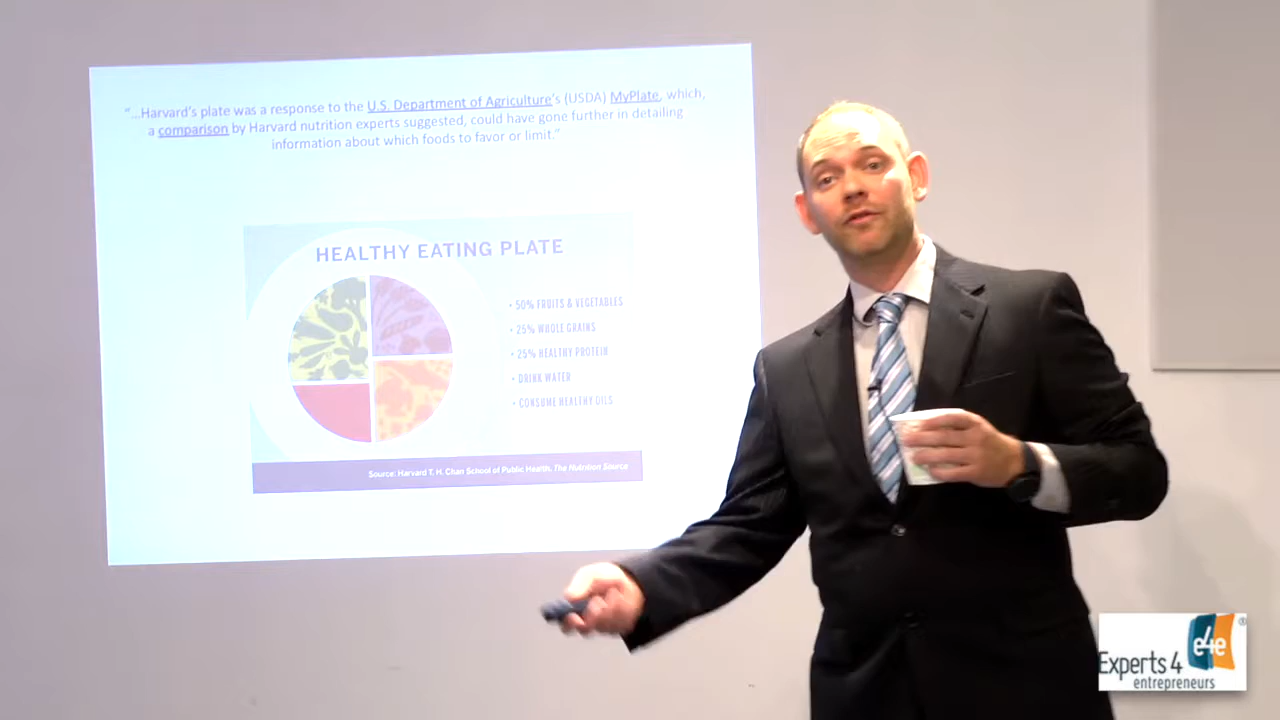 “...Harvard's plate was a response to the U.S. Department of Agriculture's (USDA) MyPlate, which,
a comparison by Harvard nutrition experts suggested, could have gone further in detailing
information about which foods to favor or limit.”
HEALTHY EATING PLATE
• 50% FRUITS & VEGETABLES
• 25% WHOLE GRAINS
• 25% HEALTHY PROTEIN
• DRINK WATER
• CONSUME HEALTHY OILS
Source: Harvard T. H. Chan School of Public Health, The Nutrition Source
e4e ®
Experts 4
entrepreneurs